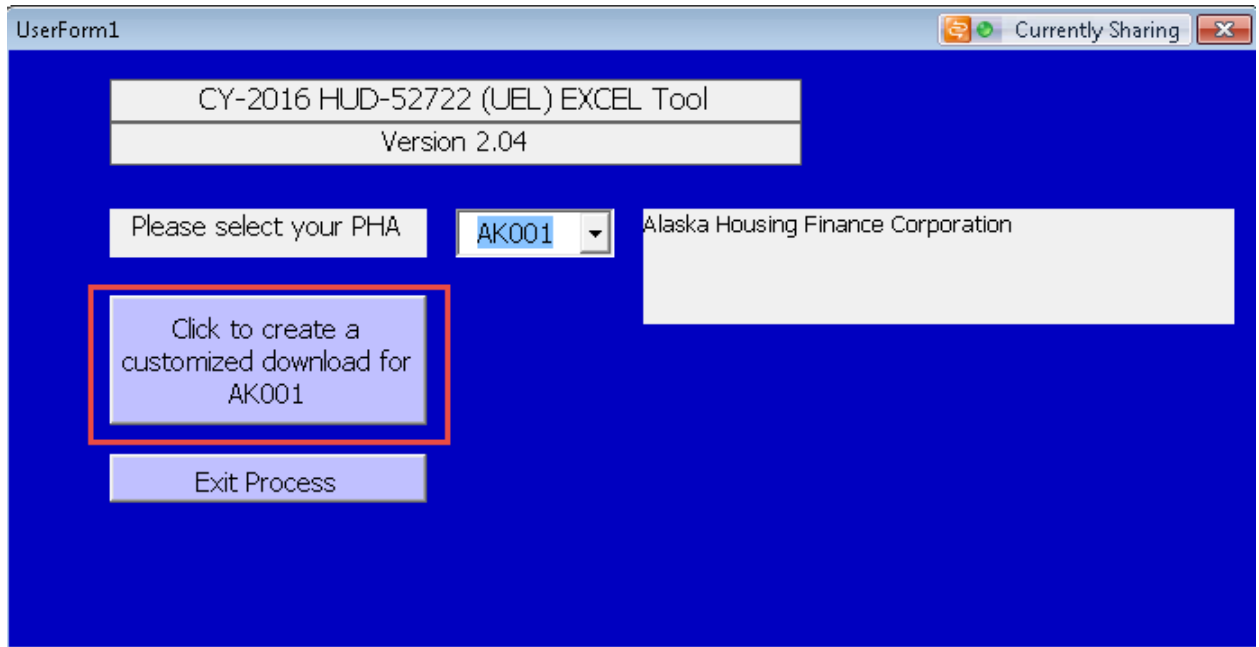 UserForm1
Currently Sharing
CY-2016 HUD-52722 (UEL) EXCEL Tool
Version 2.04
Please select your PHA
AK001
Alaska Housing Finance Corporation
Click to create a
customized download for
AK001
Exit Process